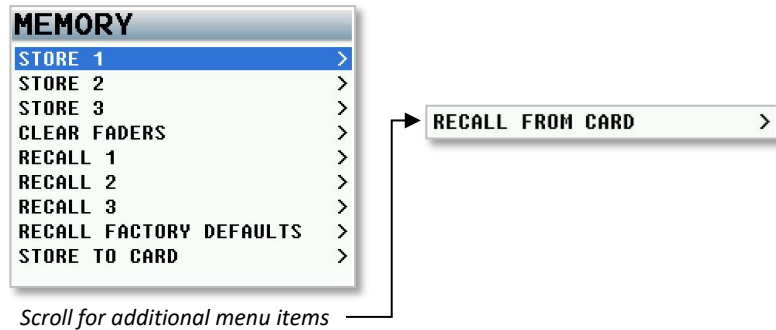 MEMORY
STORE 1 >
STORE 2 >
STORE 3 >
CLEAR FADERS >
RECALL 1 >
RECALL 2 >
RECALL 3 >
RECALL FACTORY DEFAULTS >
STORE TO CARD >
RECALL FROM CARD >
Scroll for additional menu items